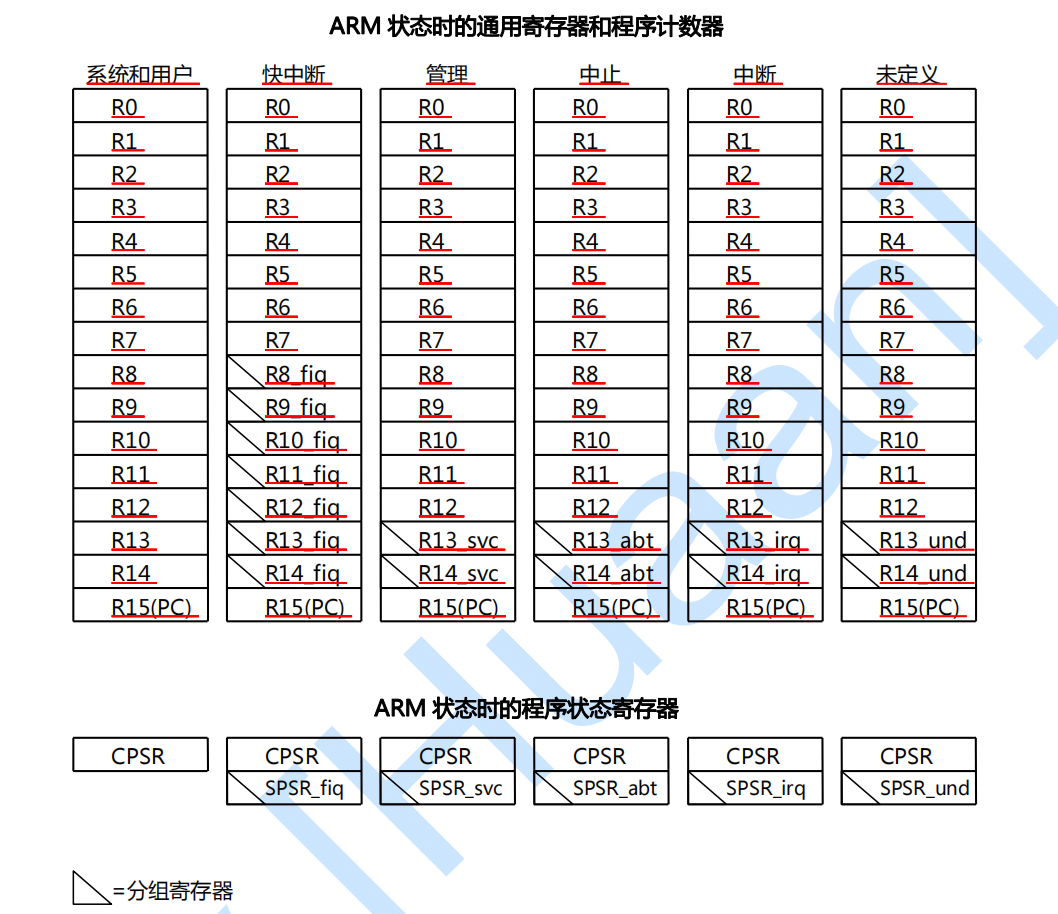 ARM 状态时的通用寄存器和程序计数器
系统和用户 快中断 管理 中止 中断 未定义
R0 R0 R0 R0 R0 R0
R1 R1 R1 R1 R1 R1
R2 R2 R2 R2 R2 R2
R3 R3 R3 R3 R3 R3
R4 R4 R4 R4 R4 R4
R5 R5 R5 R5 R5 R5
R6 R6 R6 R6 R6 R6
R7 R7 R7 R7 R7 R7
R8 R8_fiq R8 R8 R8 R8
R9 R9_fiq R9 R9 R9 R9
R10 R10_fiq R10 R10 R10 R10
R11 R11_fiq R11 R11 R11 R11
R12 R12_fiq R12 R12 R12 R12
R13 R13_fiq R13_svc R13_abt R13_irq R13_und
R14 R14_fiq R14_svc R14_abt R14_irq R14_und
R15(PC) R15(PC) R15(PC) R15(PC) R15(PC) R15(PC)
ARM 状态时的程序状态寄存器
CPSR CPSR CPSR CPSR CPSR CPSR
SPSR_fiq SPSR_svc SPSR_abt SPSR_irq SPSR_und
=分组寄存器
[Huaan]